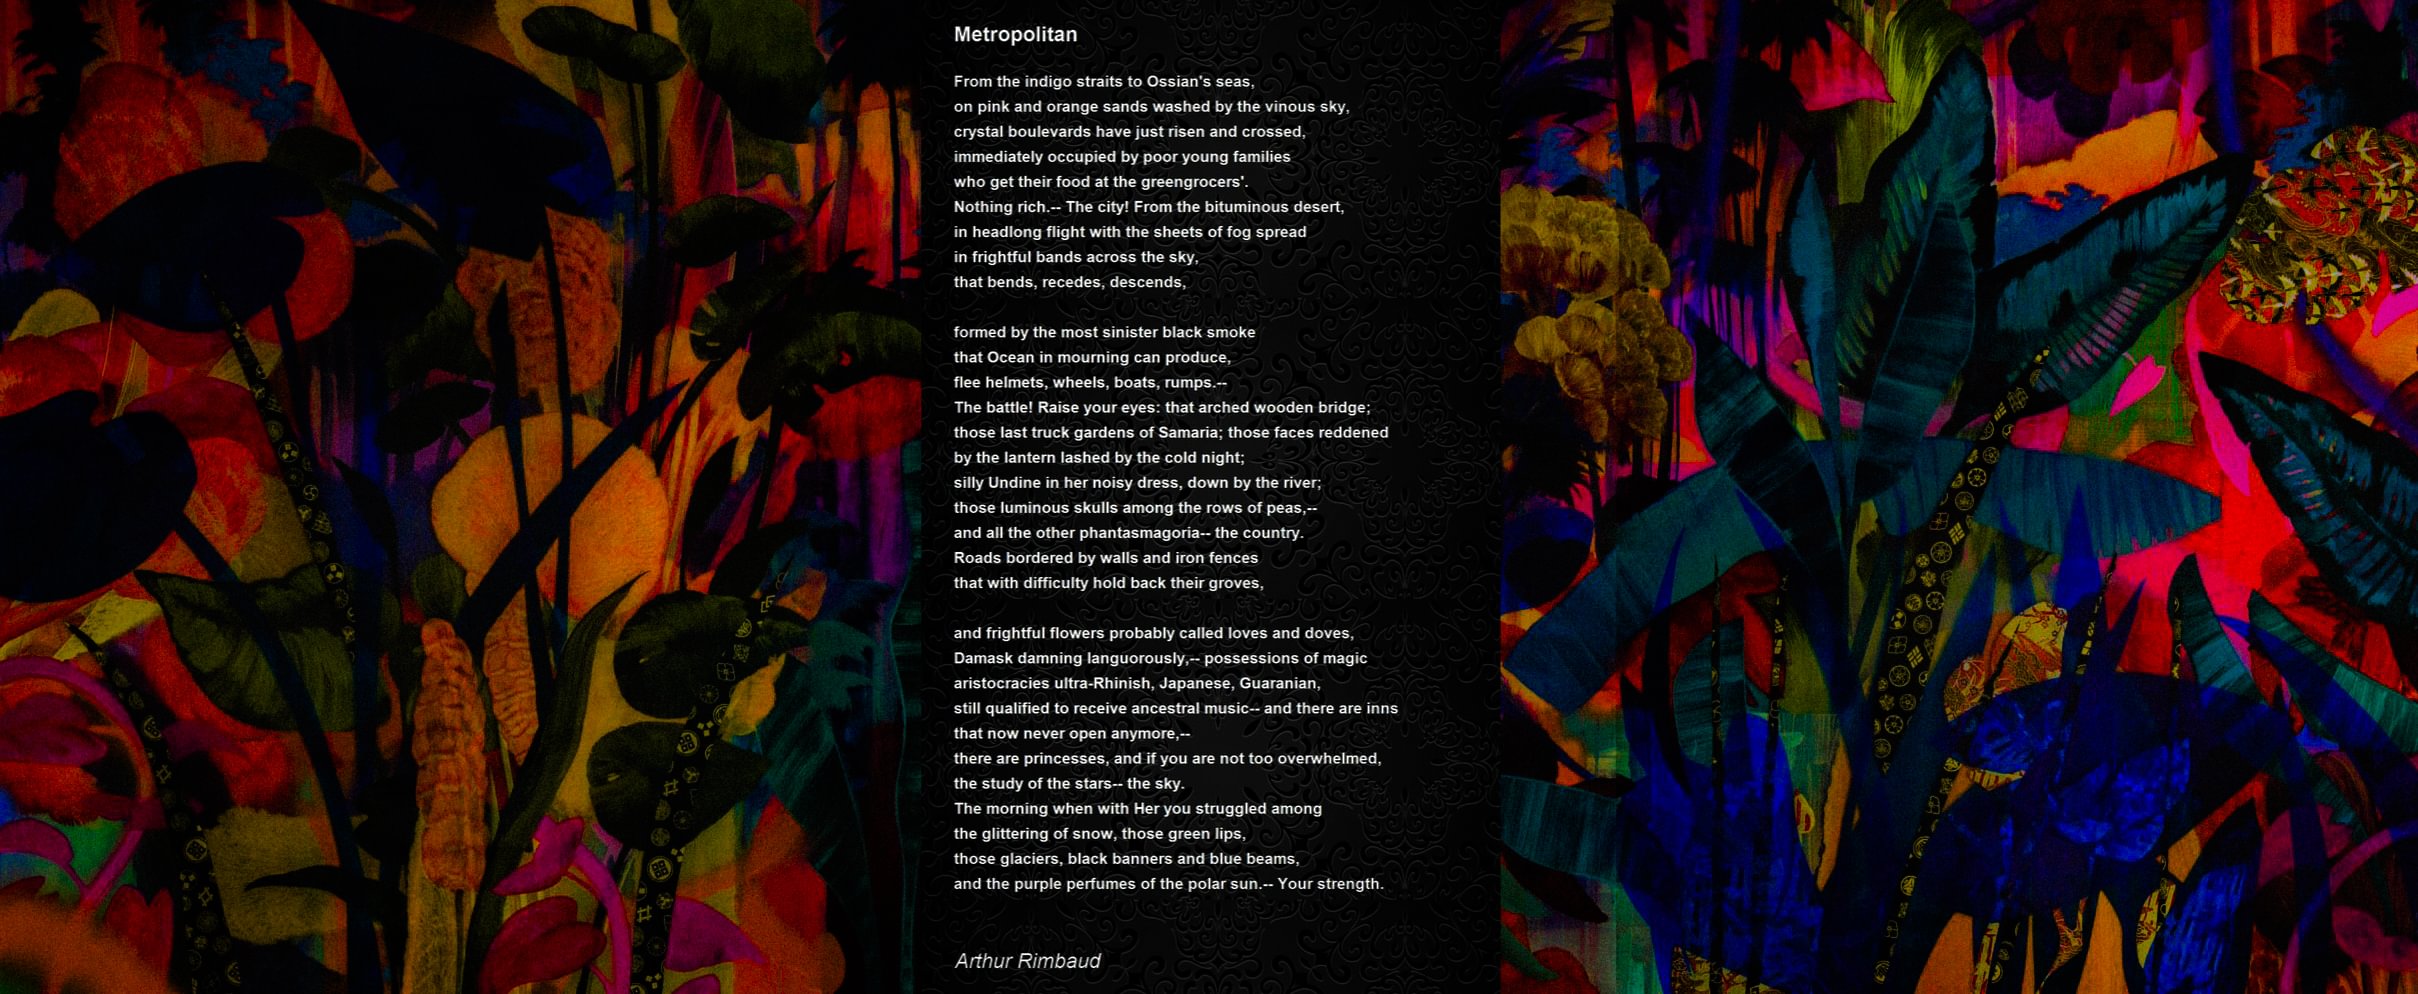 Metropolitan
From the indigo straits to Ossian's seas,
on pink and orange sands washed by the vinous sky,
crystal boulevards have just risen and crossed,
immediately occupied by poor young families
who get their food at the greengrocers'.
Nothing rich.-- The city! From the bituminous desert,
in headlong flight with the sheets of fog spread
in frightful bands across the sky,
that bends, recedes, descends,
formed by the most sinister black smoke
that Ocean in mourning can produce,
flee helmets, wheels, boats, rumps.--
The battle! Raise your eyes: that arched wooden bridge;
those last truck gardens of Samaria; those faces reddened
by the lantern lashed by the cold night;
silly Undine in her noisy dress, down by the river;
those luminous skulls among the rows of peas,--
and all the other phantasmagoria-- the country.
Roads bordered by walls and iron fences
that with difficulty hold back their groves,
and frightful flowers probably called loves and doves,
Damask damning languorously,-- possessions of magic
aristocracies ultra-Rhinish, Japanese, Guaranian,
still qualified to receive ancestral music-- and there are inns
that now never open anymore,--
there are princesses, and if you are not too overwhelmed,
the study of the stars-- the sky.
The morning when with Her you struggled among
the glittering of snow, those green lips,
those glaciers, black banners and blue beams,
and the purple perfumes of the polar sun.-- Your strength.
Arthur Rimbaud